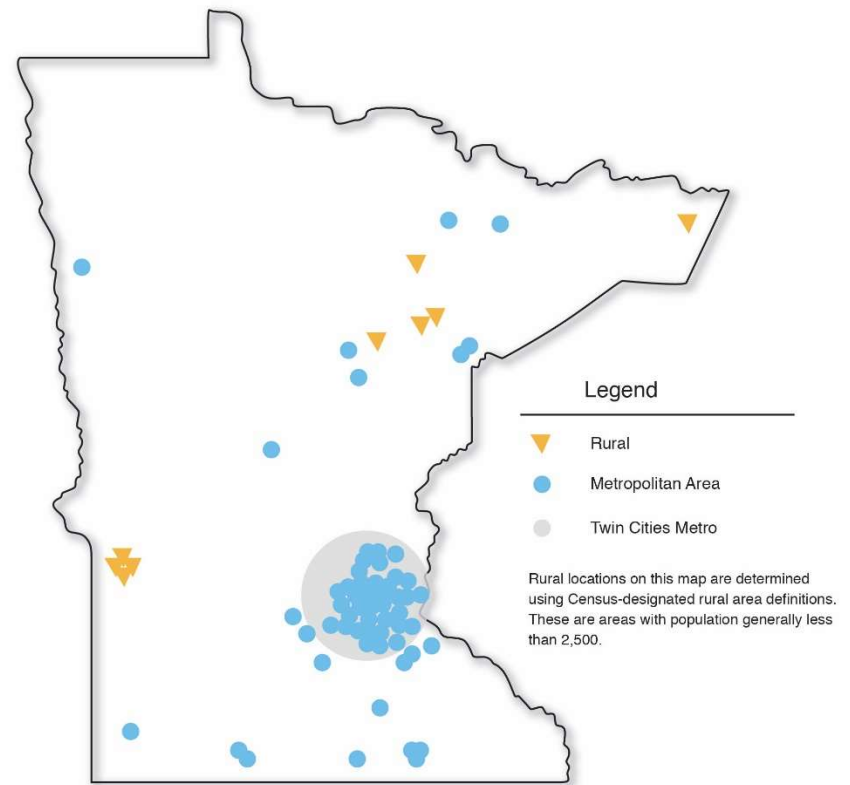 Legend
Rural
Metropolitan Area
Twin Cities Metro
Rural locations on this map are determined
using Census-designated rural area definitions.
These are areas with population generally less
than 2,500.